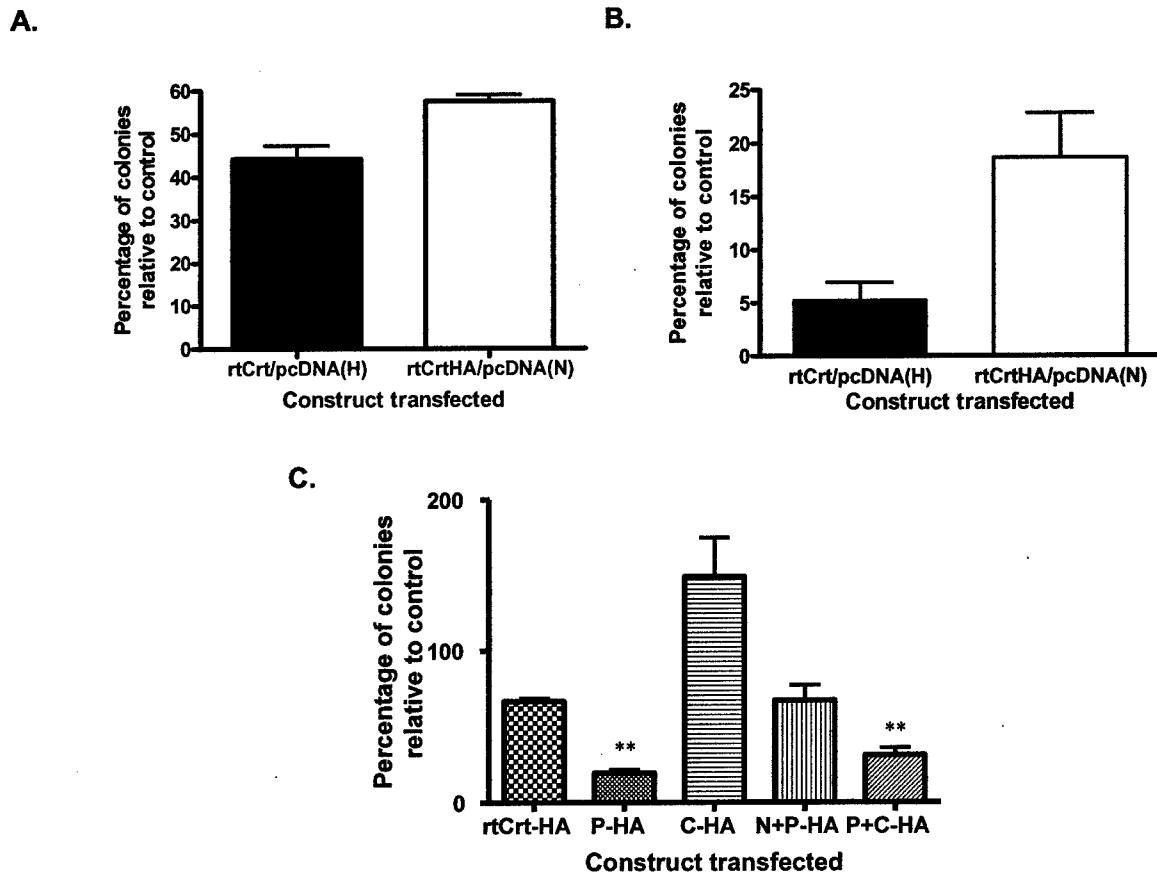 A.
Percentage of colonies
relative to control
60
50
40
30
20
10
0
rtCrt/pcDNA(H)
rtCrtHA/pcDNA(N)
Construct transfected
B.
Percentage of colonies
relative to control
25
20
15
10
5
0
rtCrt/pcDNA(H)
rtCrtHA/pcDNA(N)
Construct transfected
C.
Percentage of colonies
relative to control
200
100
0
**
**
rtCrt-HA
P-HA
C-HA
N+P-HA
P+C-HA
Construct transfected